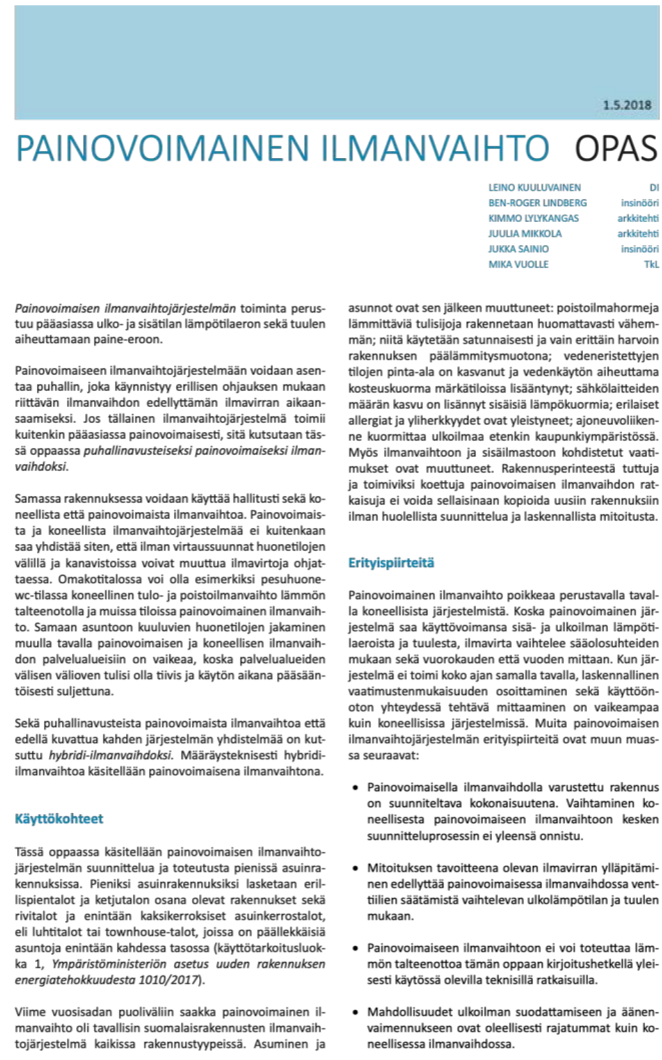 1.5.2018
PAINOVOIMAINEN ILMANVAIHTO OPAS
LEINO KUULUVAINEN DI
BEN-ROGER LINDBERG insinööri
KIMMO LYLYKANGAS arkkitehti
JUULIA MIKKOLA arkkitehti
JUKKA SAINIO insinööri
MIKA VUOLLE TkL
Painovoimaisen ilmanvaihtojärjestelmän toiminta perus-
tuu pääasiassa ulko- ja sisätilan lämpötilaeron sekä tuulen
aiheuttamaan paine-eroon.
Painovoimaiseen ilmanvaihtojärjestelmään voidaan asen-
taa puhallin, joka käynnistyy erillisen ohjauksen mukaan
riittävän ilmanvaihdon edellyttämän ilmavirran aikaan-
saamiseksi. Jos tällainen ilmanvaihtojärjestelmä toimii
kuitenkin pääasiassa painovoimaisesti, sitä kutsutaan täs-
sä oppaassa puhallinavusteiseksi painovoimaiseksi ilman-
vaihdoksi.
Samassa rakennuksessa voidaan käyttää hallitusti sekä ko-
neellista että painovoimaista ilmanvaihtoa. Painovoimais-
ta ja koneellista ilmanvaihtojärjestelmää ei kuitenkaan
saa yhdistää siten, että ilman virtaussuunnat huonetilojen
välillä ja kanavistoissa voivat muuttua ilmavirtoja ohjat-
taessa. Omakotitalossa voi olla esimerkiksi pesuhuone-
wc-tilassa koneellinen tulo- ja poistoilmanvaihto lämmön
talteenotolla ja muissa tiloissa painovoimainen ilmanvaih-
to. Samaan asuntoon kuuluvien huonetilojen jakaminen
muulla tavalla painovoimaisen ja koneellisen ilmanvaih-
don palvelualueisiin on vaikeaa, koska palvelualueiden
välisen välioven tulisi olla tiivis ja käytön aikana pääsään-
töisesti suljettuna.
Sekä puhallinavusteista painovoimaista ilmanvaihtoa että
edellä kuvattua kahden järjestelmän yhdistelmää on kut-
suttu hybridi-ilmanvaihdoksi. Määräysteknisesti hybridi-
ilmanvaihtoa käsitellään painovoimaisena ilmanvaihtona.
Käyttökohteet
Tässä oppaassa käsitellään painovoimaisen ilmanvaihto-
järjestelmän suunnittelua ja toteutusta pienissä asuinra-
kennuksissa. Pieniksi asuinrakennuksiksi lasketaan eril-
lispientalot ja ketjutalon osana olevat rakennukset sekä
rivitalot ja enintään kaksikerroksiset asuinkerrostalot,
eli luhtitalot tai townhouse-talot, joissa on päällekkäisiä
asuntoja enintään kahdessa tasossa (käyttötarkoitusluok-
ka 1, Ympäristöministeriön asetus uuden rakennuksen
energiatehokkuudesta 1010/2017).
Viime vuosisadan puoliväliin saakka painovoimainen il-
manvaihto oli tavallisin suomalaisrakennusten ilmanvaih-
tojärjestelmä kaikissa rakennustyypeissä. Asuminen ja
asunnot ovat sen jälkeen muuttuneet: poistoilmahormeja
lämmittäviä tulisijoja rakennetaan huomattavasti vähem-
män; niitä käytetään satunnaisesti ja vain erittäin harvoin
rakennuksen päälämmitysmuotona; vedeneristettyjen
tilojen pinta-ala on kasvanut ja vedenkäytön aiheuttama
kosteuskuorma märkätiloissa lisääntynyt; sähkölaitteiden
määrän kasvu on lisännyt sisäisiä lämpökuormia; erilaiset
allergiat ja yliherkkyydet ovat yleistyneet; ajoneuvoliiken-
ne kuormittaa ulkoilmaa etenkin kaupunkiympäristössä.
Myös ilmanvaihtoon ja sisäilmastoon kohdistetut vaati-
mukset ovat muuttuneet. Rakennusperinteestä tuttuja
ja toimiviksi koettuja painovoimaisen ilmanvaihdon rat-
kaisuja ei voida sellaisinaan kopioida uusiin rakennuksiin
ilman huolellista suunnittelua ja laskennallista mitoitusta.
Erityispiirteitä
Painovoimainen ilmanvaihto poikkeaa perustavalla taval-
la koneellisista järjestelmistä. Koska painovoimainen jär-
jestelmä saa käyttövoimansa sisä- ja ulkoilman lämpöti-
laeroista ja tuulesta, ilmavirta vaihtelee sääolosuhteiden
mukaan sekä vuorokauden että vuoden mittaan. Kun jär-
jestelmä ei toimi koko ajan samalla tavalla, laskennallinen
vaatimustenmukaisuuden osoittaminen sekä käyttöön-
oton yhteydessä tehtävä mittaaminen on vaikeampaa
kuin koneellisissa järjestelmissä. Muita painovoimaisen
ilmanvaihtojärjestelmän erityispiirteitä ovat muun muas-
sa seuraavat:
• Painovoimaisella ilmanvaihdolla varustettu rakennus
on suunniteltava kokonaisuutena. Vaihtaminen ko-
neellisesta painovoimaiseen ilmanvaihtoon kesken
suunnitteluprosessin ei yleensä onnistu.
• Mitoituksen tavoitteena olevan ilmavirran ylläpitämi-
nen edellyttää painovoimaisessa ilmanvaihdossa vent-
tiilien säätämistä vaihtelevan ulkolämpötilan ja tuulen
mukaan.
• Painovoimaiseen ilmanvaihtoon ei voi toteuttaa läm-
mön talteenottoa tämän oppaan kirjoitushetkellä ylei-
sesti käytössä olevilla teknisillä ratkaisuilla.
• Mahdollisuudet ulkoilman suodattamiseen ja äänen-
vaimennukseen ovat oleellisesti rajatummat kuin ko-
neellisessa ilmanvaihdossa.